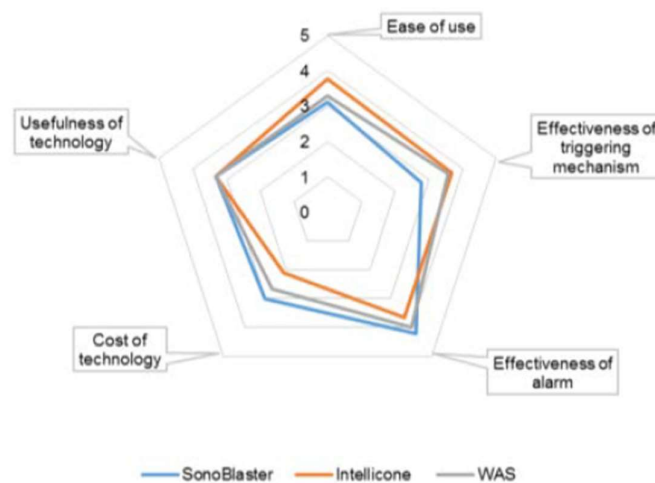 5
Ease of use
4
3
2
1
0
Usefulness of
technology
Effectiveness of
triggering
mechanism
Cost of
technology
Effectiveness of
alarm
SonoBlaster
Intellicone
WAS